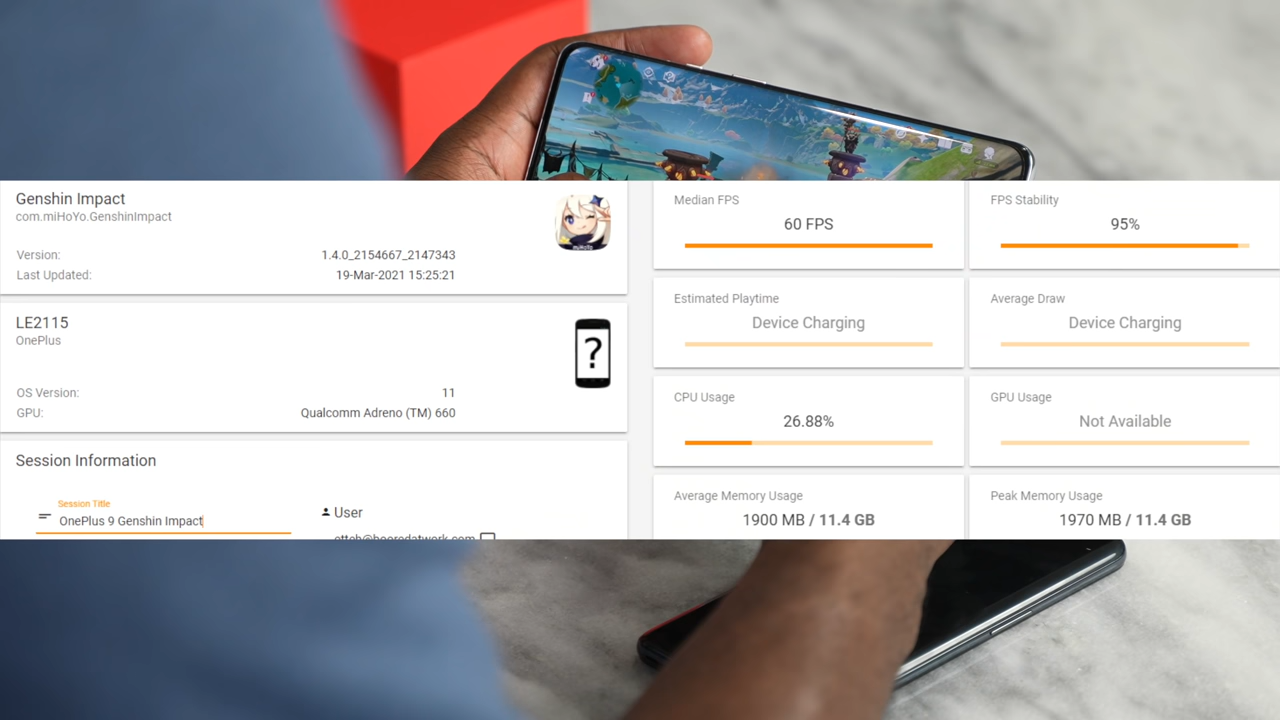 Genshin Impact
com.miHoYo.GenshinImpact
Version: 1.4.0_2154667_2147343
Last Updated: 19-Mar-2021 15:25:21
LE2115
OnePlus
OS Version: 11
GPU: Qualcomm Adreno (TM) 660
Session Information
Session Title
OnePlus 9 Genshin Impact
User
Median FPS
60 FPS
FPS Stability
95%
Estimated Playtime
Device Charging
Average Draw
Device Charging
CPU Usage
26.88%
GPU Usage
Not Available
Average Memory Usage
1900 MB / 11.4 GB
Peak Memory Usage
1970 MB / 11.4 GB